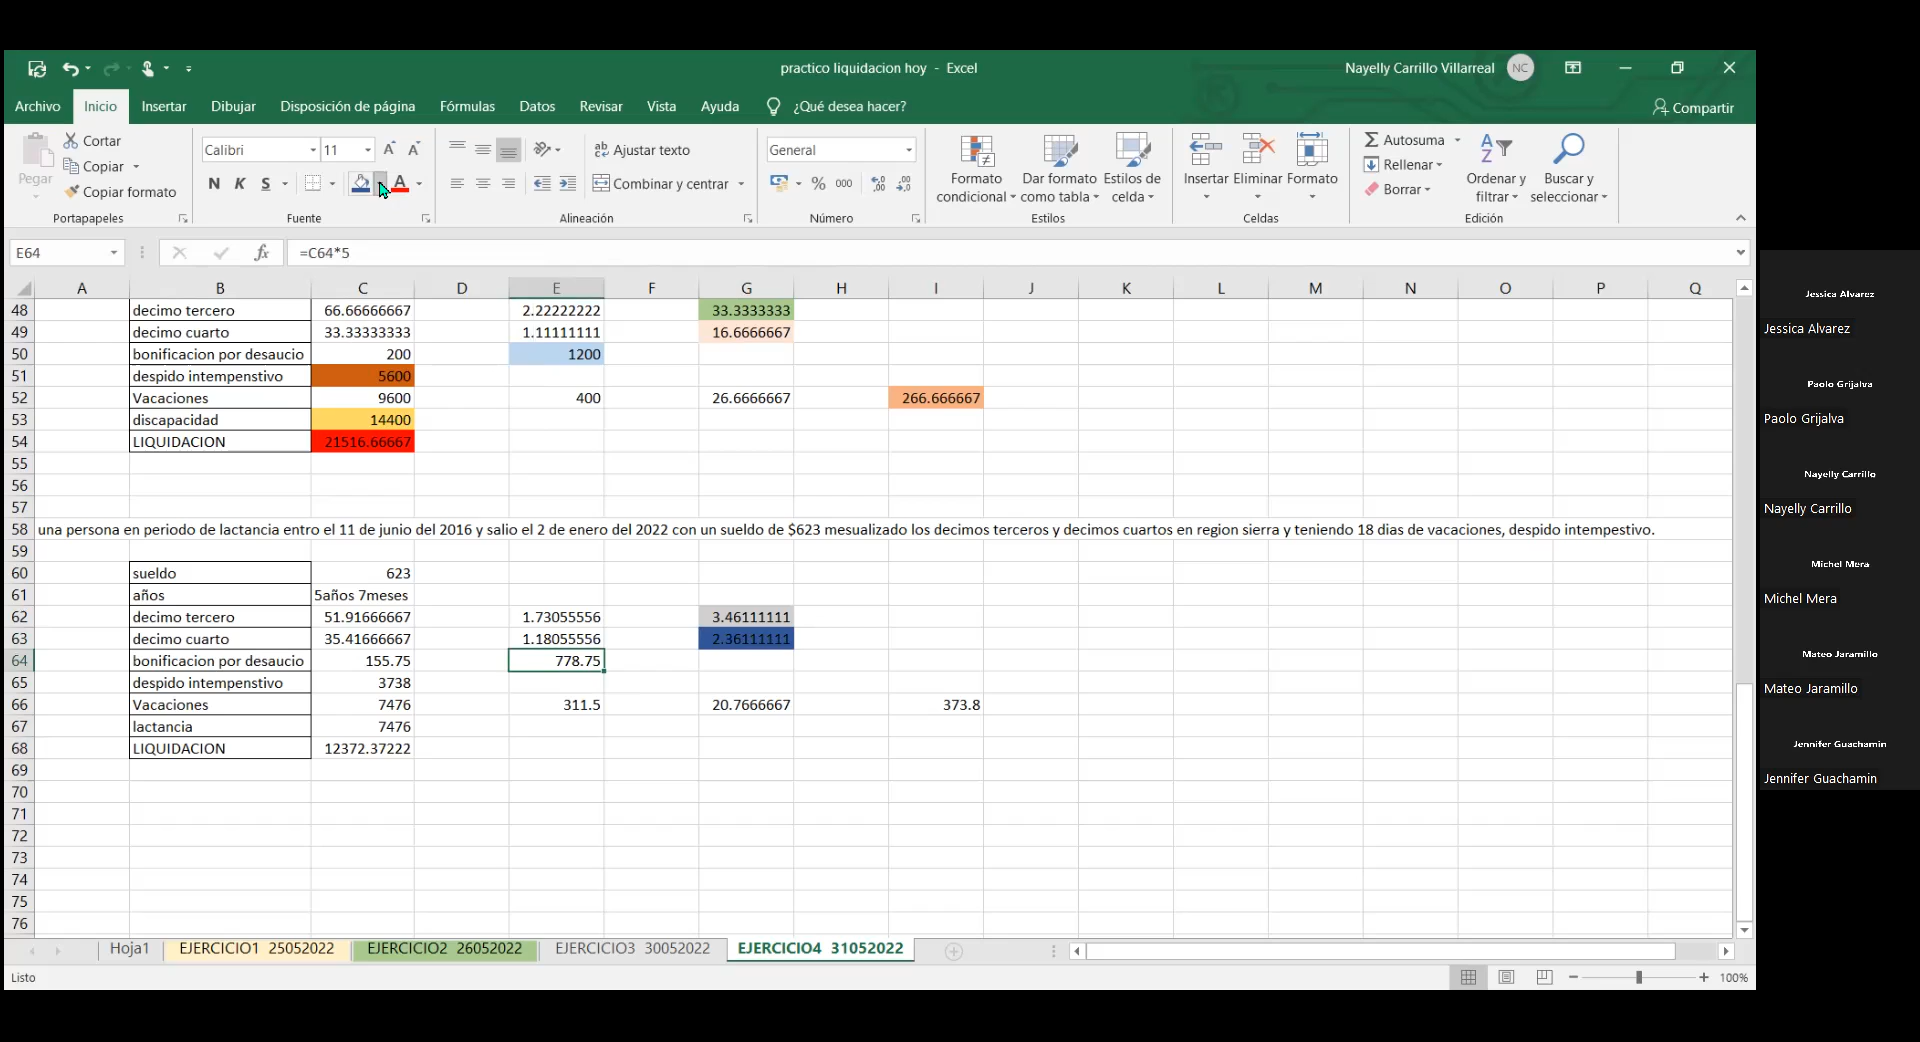 practico liquidacion hoy - Excel
Nayelly Carrillo Villarreal NC
Archivo Inicio Insertar Dibujar Disposición de página Fórmulas Datos Revisar Vista Ayuda ¿Qué desea hacer? Compartir
Pegar
Cortar
Copiar
Copiar formato
Portapapeles
Calibri 11
N K S A
Fuente
Ajustar texto
Combinar y centrar
Alineación
General
% 000
Número
Formato condicional
Dar formato como tabla
Estilos de celda
Estilos
Insertar Eliminar Formato
Celdas
Autosuma
Rellenar
Borrar
Ordenar y filtrar
Buscar y seleccionar
Edición
E64 fx =C64*5
A B C D E F G H I J K L M N O P Q
48 decimo tercero 66.66666667 2.22222222 33.3333333
49 decimo cuarto 33.33333333 1.11111111 16.6666667
50 bonificacion por desaucio 200 1200
51 despido intempenstivo 5600
52 Vacaciones 9600 400 26.6666667 266.666667
53 discapacidad 14400
54 LIQUIDACION 21516.66667
55
56
57
58 una persona en periodo de lactancia entro el 11 de junio del 2016 y salio el 2 de enero del 2022 con un sueldo de $623 mesualizado los decimos terceros y decimos cuartos en region sierra y teniendo 18 dias de vacaciones, despido intempestivo.
59
60 sueldo 623
61 años 5años 7meses
62 decimo tercero 51.91666667 1.73055556 3.46111111
63 decimo cuarto 35.41666667 1.18055556 2.36111111
64 bonificacion por desaucio 155.75 778.75
65 despido intempenstivo 3738
66 Vacaciones 7476 311.5 20.7666667 373.8
67 lactancia 7476
68 LIQUIDACION 12372.37222
69
70
71
72
73
74
75
76
Hoja1 EJERCICIO1 25052022 EJERCICIO2 26052022 EJERCICIO3 30052022 EJERCICIO4 31052022
Listo
100%
Jessica Alvarez
Jessica Alvarez
Paolo Grijalva
Paolo Grijalva
Nayelly Carrillo
Nayelly Carrillo
Michel Mera
Michel Mera
Mateo Jaramillo
Mateo Jaramillo
Jennifer Guachamin
Jennifer Guachamin